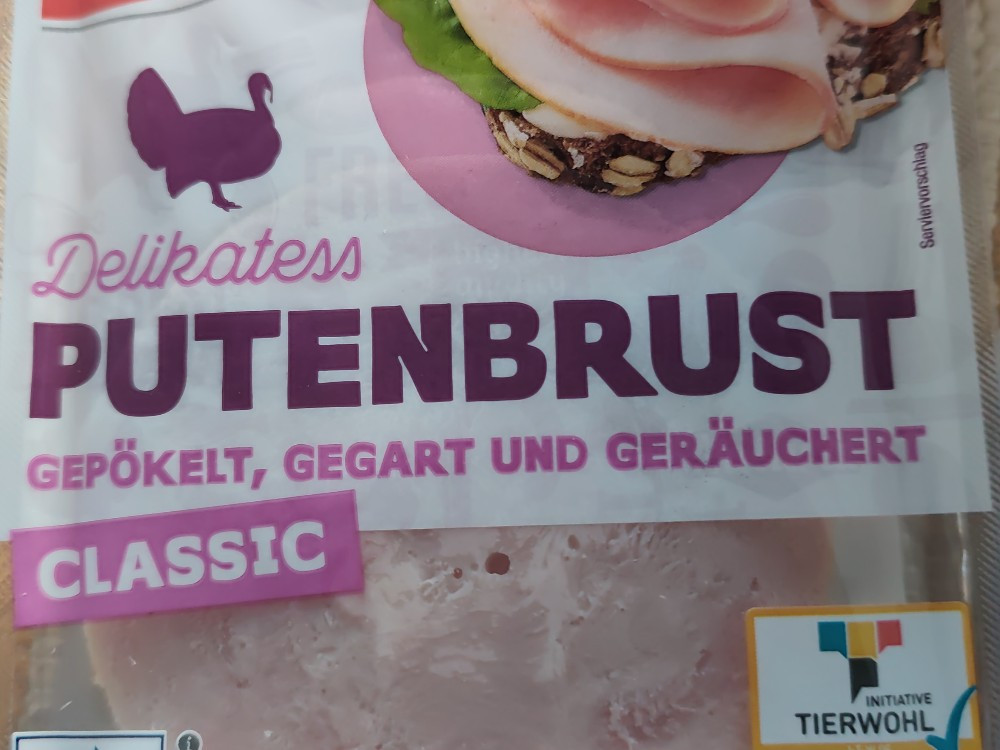 Serviervorschlag
Delikatess
PUTENBRUST
GEPÖKELT, GEGART UND GERÄUCHERT
CLASSIC
INITIATIVE
TIERWOHL